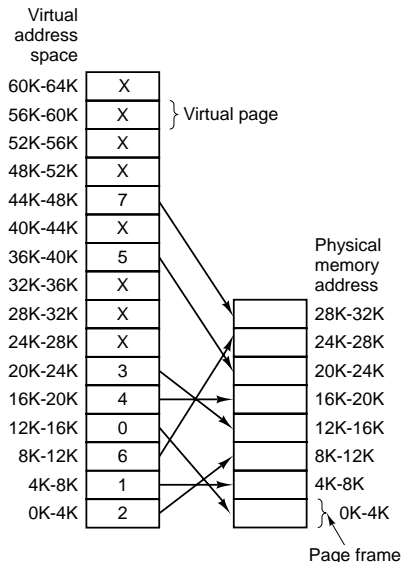 Virtual
address
space
60K-64K X
56K-60K X Virtual page
52K-56K X
48K-52K X
44K-48K 7
40K-44K X
36K-40K 5
32K-36K X
28K-32K X
24K-28K X
20K-24K 3
16K-20K 4
12K-16K 0
8K-12K 6
4K-8K 1
0K-4K 2
Physical
memory
address
28K-32K
24K-28K
20K-24K
16K-20K
12K-16K
8K-12K
4K-8K
0K-4K
Page frame